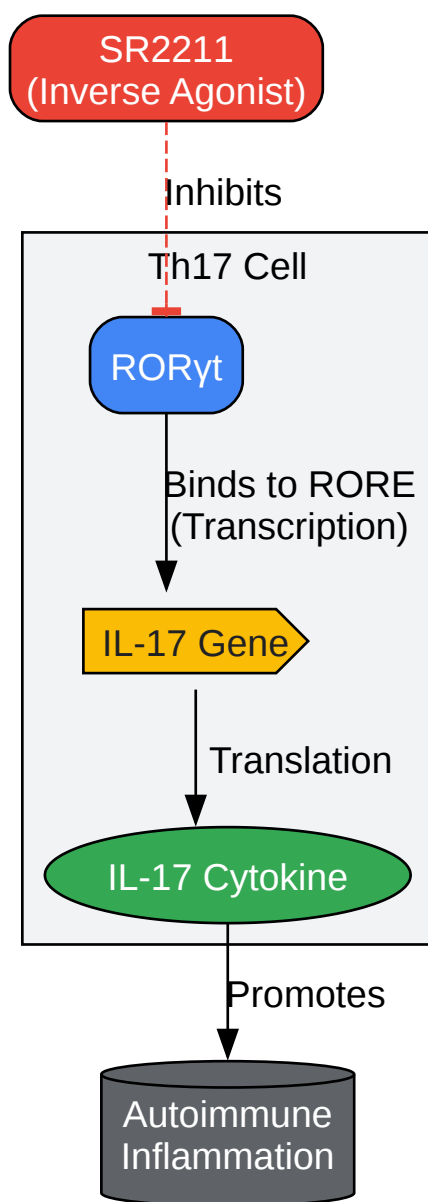 SR2211
(Inverse Agonist)
Inhibits
Th17 Cell
RORγt
Binds to RORE
(Transcription)
IL-17 Gene
Translation
IL-17 Cytokine
Promotes
Autoimmune
Inflammation